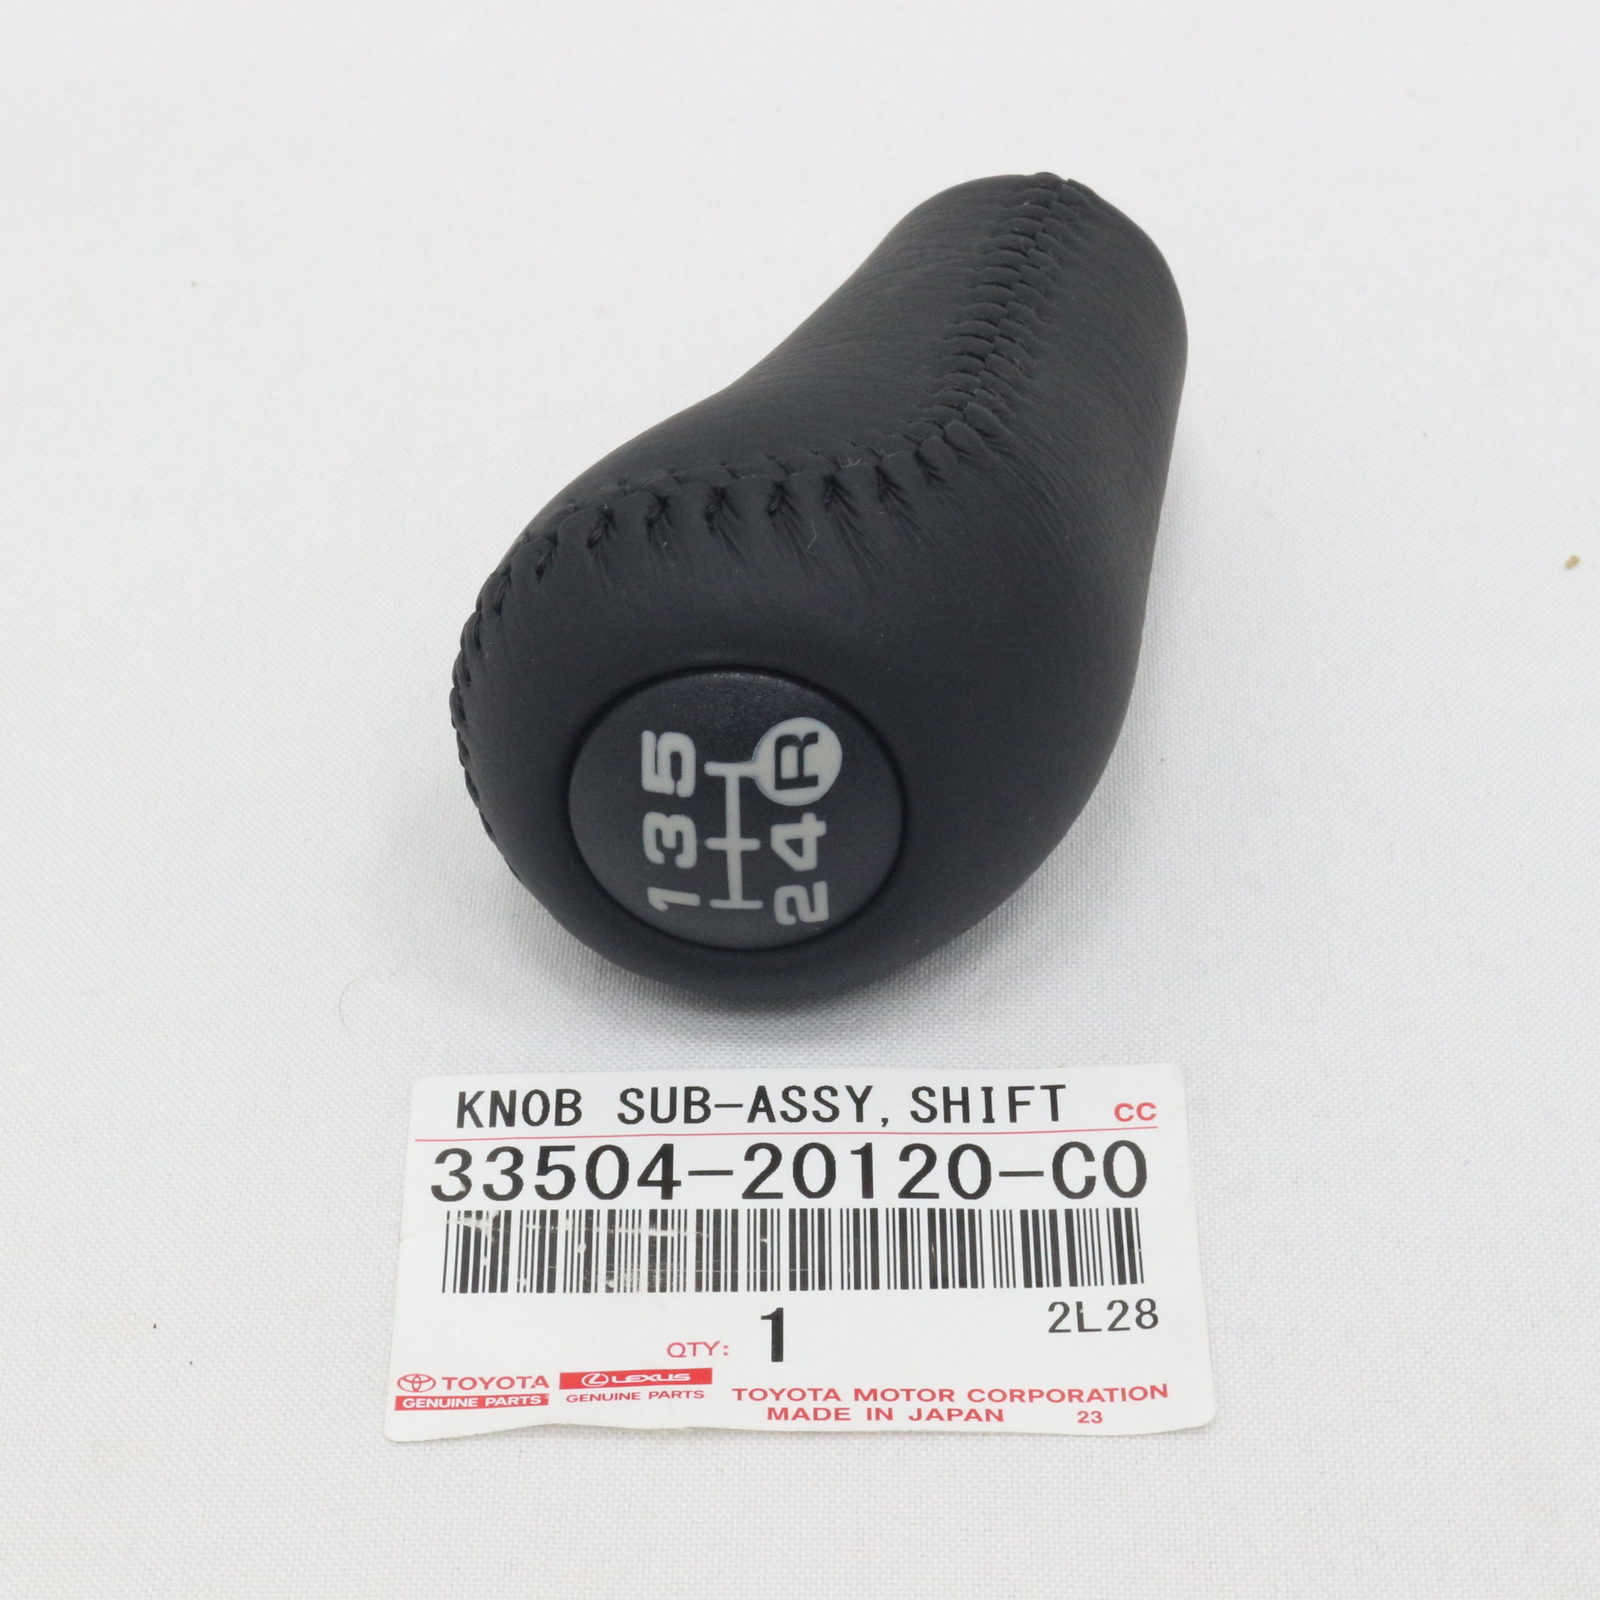 1 3 5
2 4 R
KNOB SUB-ASSY, SHIFT CC
33504-20120-C0
QTY: 1 2L28
TOYOTA LEXUS
GENUINE PARTS GENUINE PARTS
TOYOTA MOTOR CORPORATION
MADE IN JAPAN 23